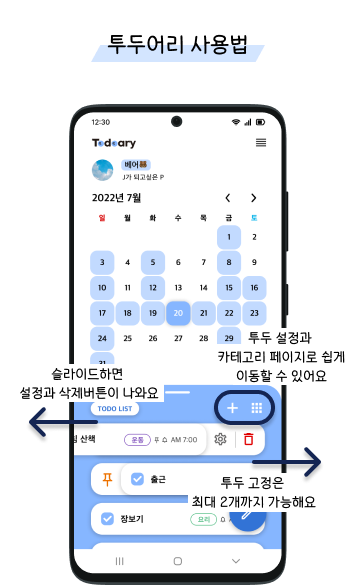 투두어리 사용법
12:30
Todoary
베어
J가 되고싶은 P
2022년 7월
일 월 화 수 목 금 토
1 2
3 4 5 6 7 8 9
10 11 12 13 14 15 16
17 18 19 20 21 22 23
24 25 26 27 28 29
31
투두 설정과
카테고리 페이지로 쉽게
이동할 수 있어요
슬라이드하면
설정과 삭제버튼이 나와요
TODO LIST
산책 운동 AM 7:00
출근
투두 고정은
최대 2개까지 가능해요
장보기 요리